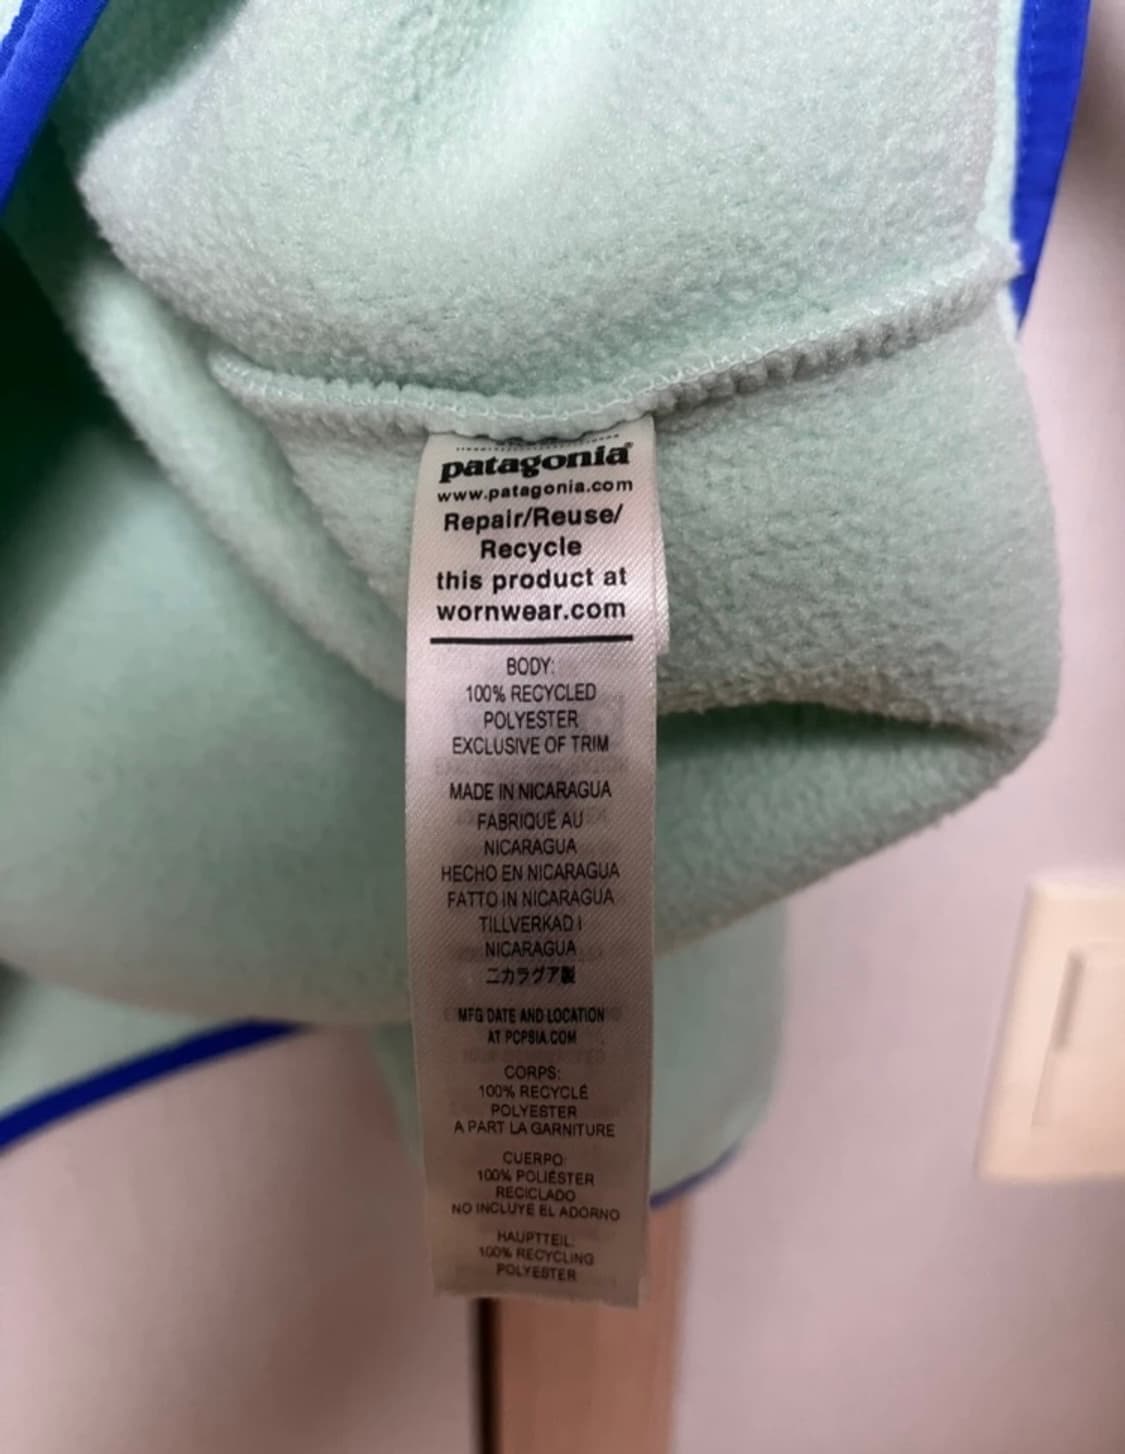 patagonia®
www.patagonia.com
Repair/Reuse/
Recycle
this product at
wornwear.com
BODY:
100% RECYCLED
POLYESTER
EXCLUSIVE OF TRIM
MADE IN NICARAGUA
FABRIQUÉ AU
NICARAGUA
HECHO EN NICARAGUA
FATTO IN NICARAGUA
TILLVERKAD I
NICARAGUA
ニカラグア製
MFG DATE AND LOCATION
AT PCPSIA.COM
CORPS:
100% RECYCLÉ
POLYESTER
A PART LA GARNITURE
CUERPO:
100% POLIÉSTER
RECICLADO
NO INCLUYE EL ADORNO
HAUPTTEIL:
100% RECYCLING
POLYESTER